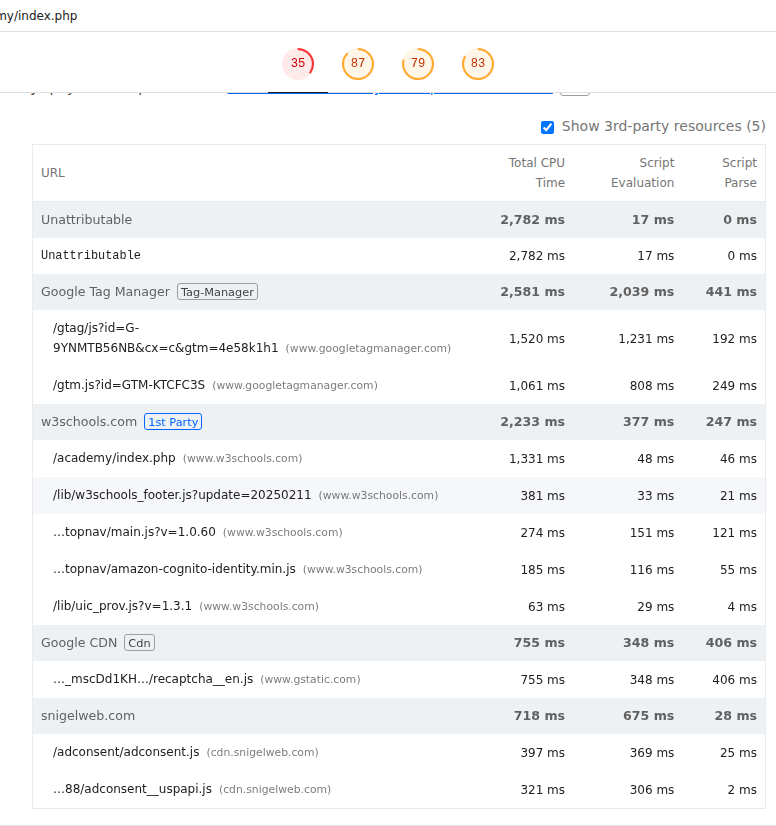 my/index.php
35 87 79 83
Show 3rd-party resources (5)
URL Total CPU Time Script Evaluation Script Parse
Unattributable 2,782 ms 17 ms 0 ms
Unattributable 2,782 ms 17 ms 0 ms
Google Tag Manager Tag-Manager 2,581 ms 2,039 ms 441 ms
/gtag/js?id=G-
9YNMTB56NB&cx=c&gtm=4e58k1h1 (www.googletagmanager.com) 1,520 ms 1,231 ms 192 ms
/gtm.js?id=GTM-KTCFC3S (www.googletagmanager.com) 1,061 ms 808 ms 249 ms
w3schools.com 1st Party 2,233 ms 377 ms 247 ms
/academy/index.php (www.w3schools.com) 1,331 ms 48 ms 46 ms
/lib/w3schools_footer.js?update=20250211 (www.w3schools.com) 381 ms 33 ms 21 ms
…topnav/main.js?v=1.0.60 (www.w3schools.com) 274 ms 151 ms 121 ms
…topnav/amazon-cognito-identity.min.js (www.w3schools.com) 185 ms 116 ms 55 ms
/lib/uic_prov.js?v=1.3.1 (www.w3schools.com) 63 ms 29 ms 4 ms
Google CDN Cdn 755 ms 348 ms 406 ms
…_mscDd1KH…/recaptcha__en.js (www.gstatic.com) 755 ms 348 ms 406 ms
snigelweb.com 718 ms 675 ms 28 ms
/adconsent/adconsent.js (cdn.snigelweb.com) 397 ms 369 ms 25 ms
…88/adconsent__uspapi.js (cdn.snigelweb.com) 321 ms 306 ms 2 ms